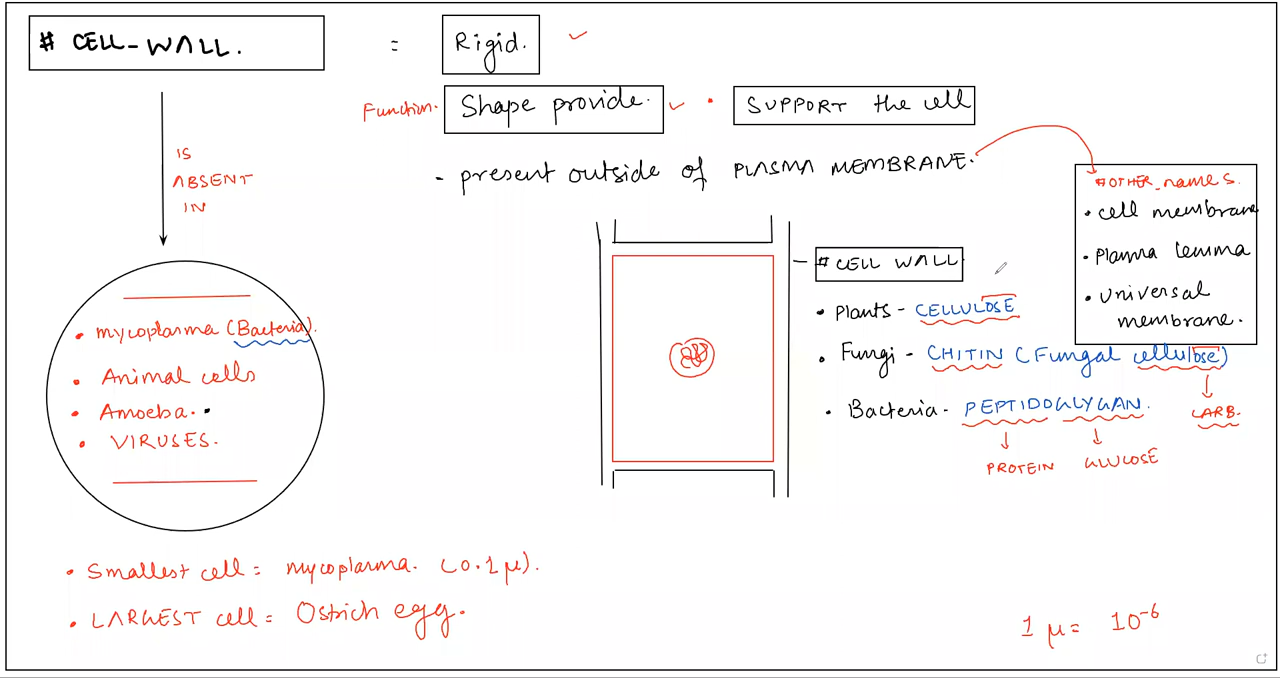 # CELL-WALL.
= Rigid.
Function. Shape provide. • SUPPORT the cell
- present outside of PLASMA MEMBRANE.
IS
ABSENT
IN
• mycoplasma (Bacteria).
• Animal cells
• Amoeba.
• VIRUSES.
# OTHER names.
• cell membrane
• Plasma lemma
• Universal
membrane.
# CELL WALL
• Plants - CELLULOSE
• Fungi - CHITIN (Fungal cellulose)
CARB.
• Bacteria - PEPTIDOGLYGAN.
PROTEIN GLUCOSE
• Smallest cell = mycoplasma. (0.1 μ).
• LARGEST cell = Ostrich egg.
1 μ = 10⁻⁶